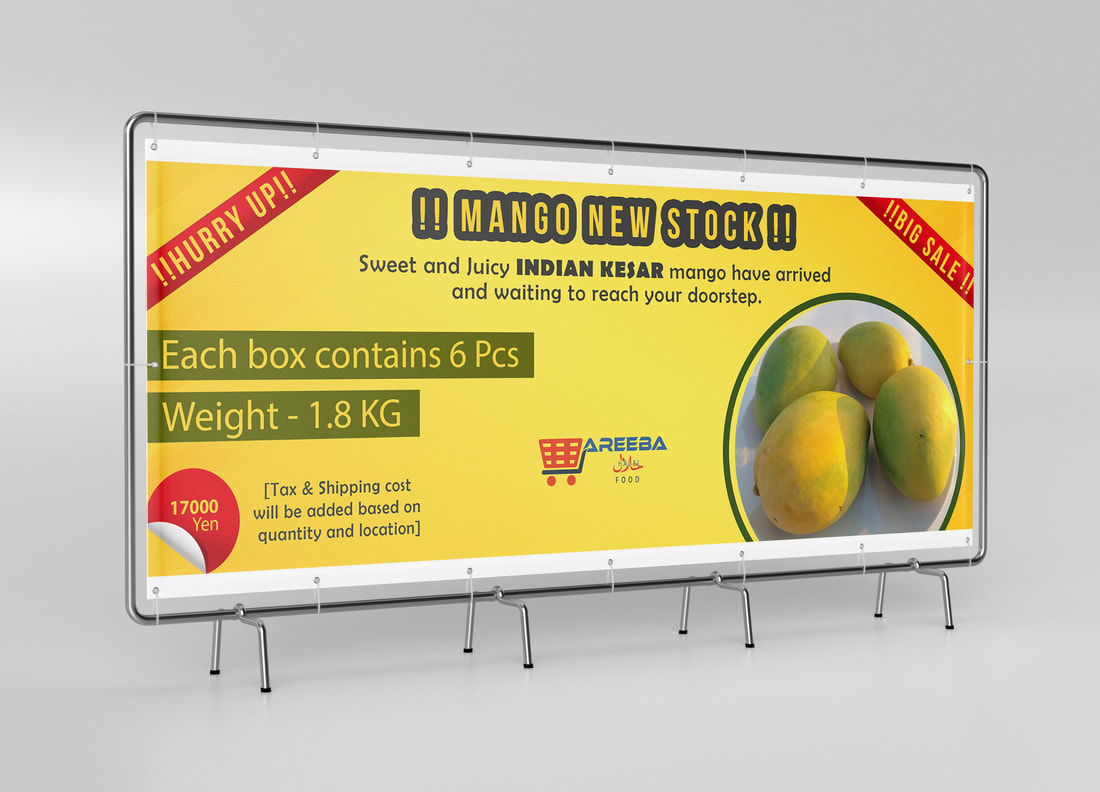 !!HURRY UP!!
!! MANGO NEW STOCK !!
!!BIG SALE !!
Sweet and Juicy INDIAN KESAR mango have arrived
and waiting to reach your doorstep.
Each box contains 6 Pcs
Weight - 1.8 KG
17000
Yen
[Tax & Shipping cost
will be added based on
quantity and location]
AREEBA
HALAL
حلال
FOOD